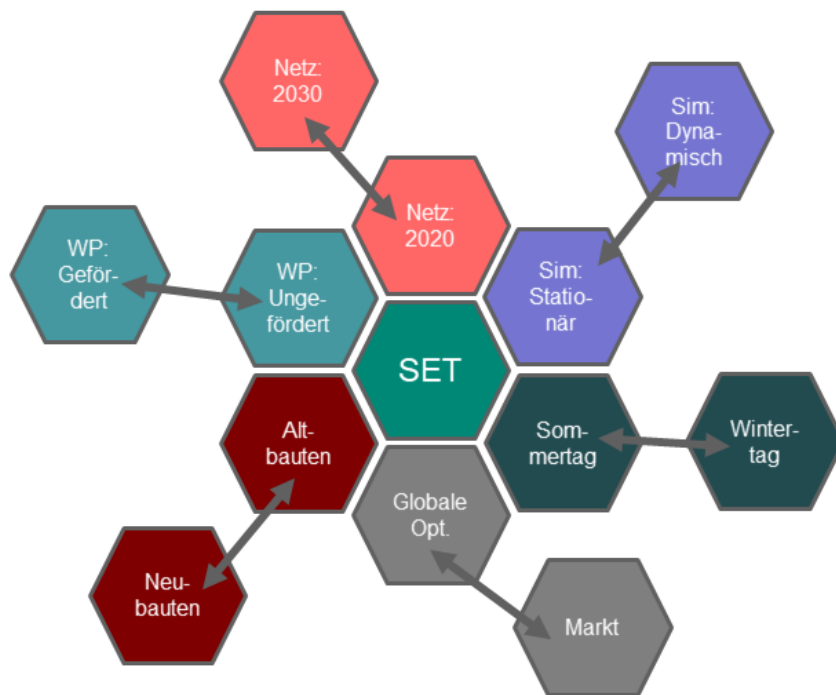 Netz:
2030
Sim:
Dyna-
misch
Netz:
2020
WP:
Geför-
dert
WP:
Unge-
fördert
Sim:
Statio-
när
SET
Alt-
bauten
Som-
mertag
Winter-
tag
Globale
Opt.
Neu-
bauten
Markt